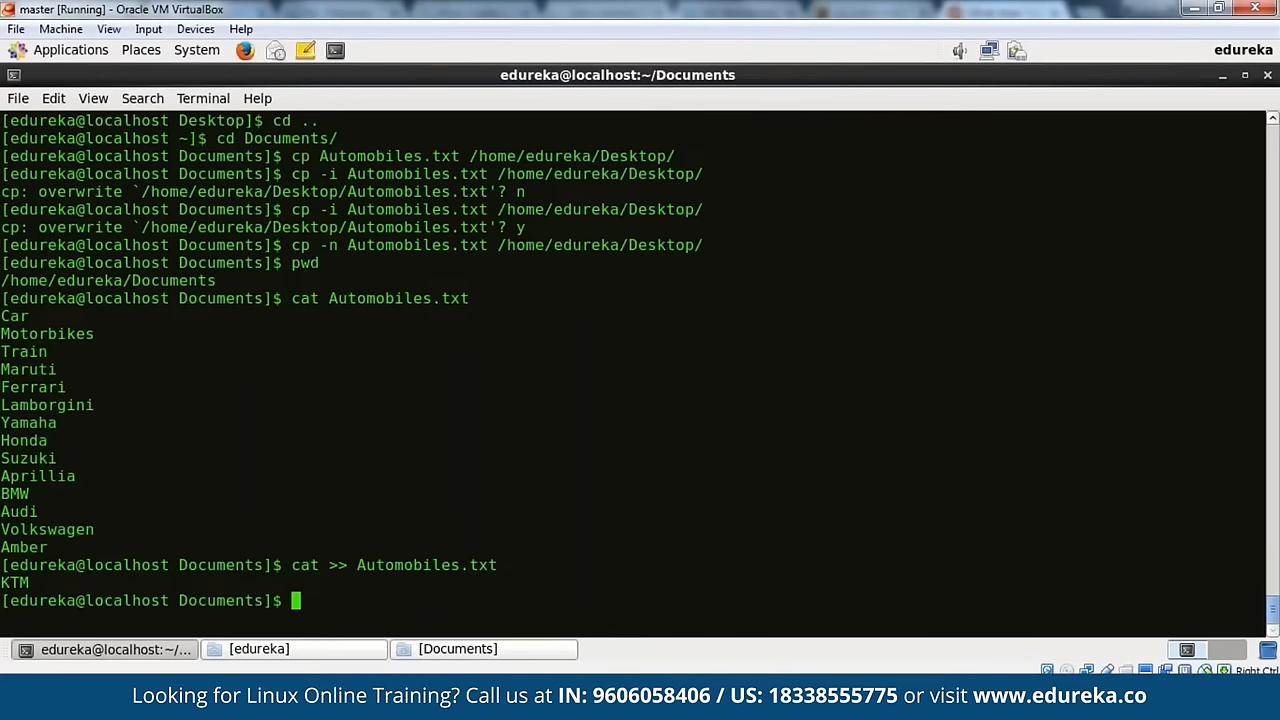 master [Running] - Oracle VM VirtualBox
File Machine View Input Devices Help
Applications Places System edureka
edureka@localhost:~/Documents
File Edit View Search Terminal Help
[edureka@localhost Desktop]$ cd ..
[edureka@localhost ~]$ cd Documents/
[edureka@localhost Documents]$ cp Automobiles.txt /home/edureka/Desktop/
[edureka@localhost Documents]$ cp -i Automobiles.txt /home/edureka/Desktop/
cp: overwrite `/home/edureka/Desktop/Automobiles.txt'? n
[edureka@localhost Documents]$ cp -i Automobiles.txt /home/edureka/Desktop/
cp: overwrite `/home/edureka/Desktop/Automobiles.txt'? y
[edureka@localhost Documents]$ cp -n Automobiles.txt /home/edureka/Desktop/
[edureka@localhost Documents]$ pwd
/home/edureka/Documents
[edureka@localhost Documents]$ cat Automobiles.txt
Car
Motorbikes
Train
Maruti
Ferrari
Lamborgini
Yamaha
Honda
Suzuki
Aprillia
BMW
Audi
Volkswagen
Amber
[edureka@localhost Documents]$ cat >> Automobiles.txt
KTM
[edureka@localhost Documents]$
edureka@localhost:~/... [edureka] [Documents]
Right Ctrl
Looking for Linux Online Training? Call us at IN: 9606058406 / US: 18338555775 or visit www.edureka.co